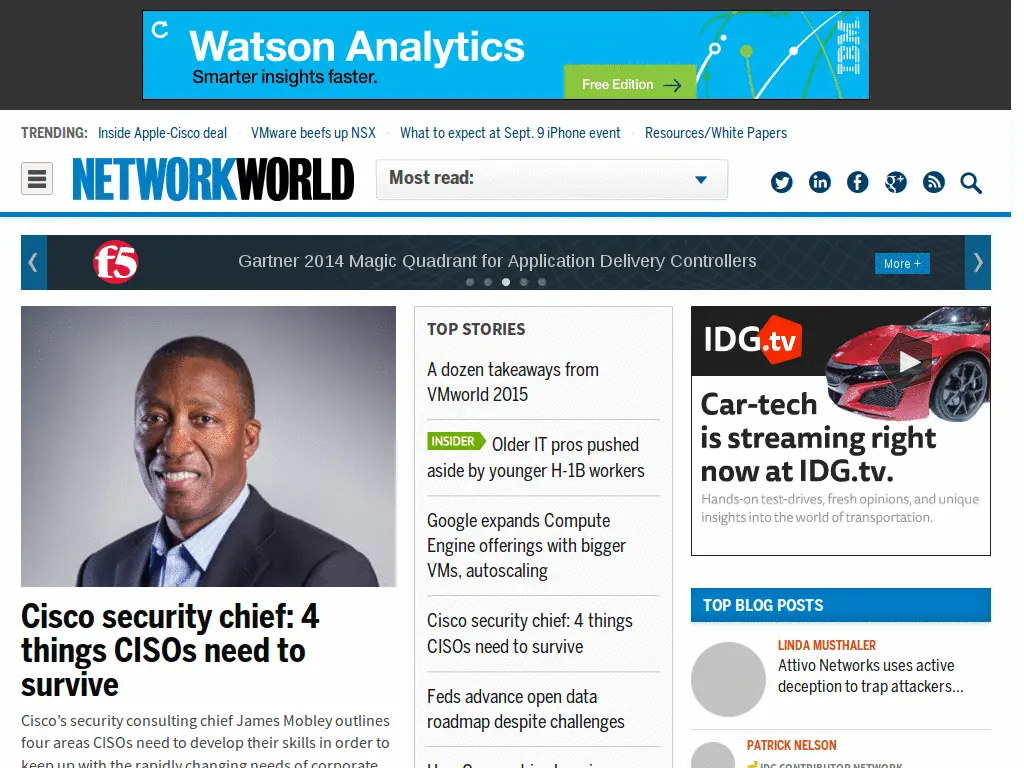 Watson Analytics
Smarter insights faster.
Free Edition
IBM
TRENDING: Inside Apple-Cisco deal VMware beefs up NSX What to expect at Sept. 9 iPhone event Resources/White Papers
NETWORKWORLD
Most read:
f5
Gartner 2014 Magic Quadrant for Application Delivery Controllers
More +
Cisco security chief: 4
things CISOs need to
survive
Cisco's security consulting chief James Mobley outlines
four areas CISOs need to develop their skills in order to
keep up with the rapidly changing needs of corporate
TOP STORIES
A dozen takeaways from
VMworld 2015
INSIDER Older IT pros pushed
aside by younger H-1B workers
Google expands Compute
Engine offerings with bigger
VMs, autoscaling
Cisco security chief: 4 things
CISOs need to survive
Feds advance open data
roadmap despite challenges
IDG.tv
Car-tech
is streaming right
now at IDG.tv.
Hands-on test-drives, fresh opinions, and unique
insights into the world of transportation.
TOP BLOG POSTS
LINDA MUSTHALER
Attivo Networks uses active
deception to trap attackers...
PATRICK NELSON
IDG CONTRIBUTOR NETWORK